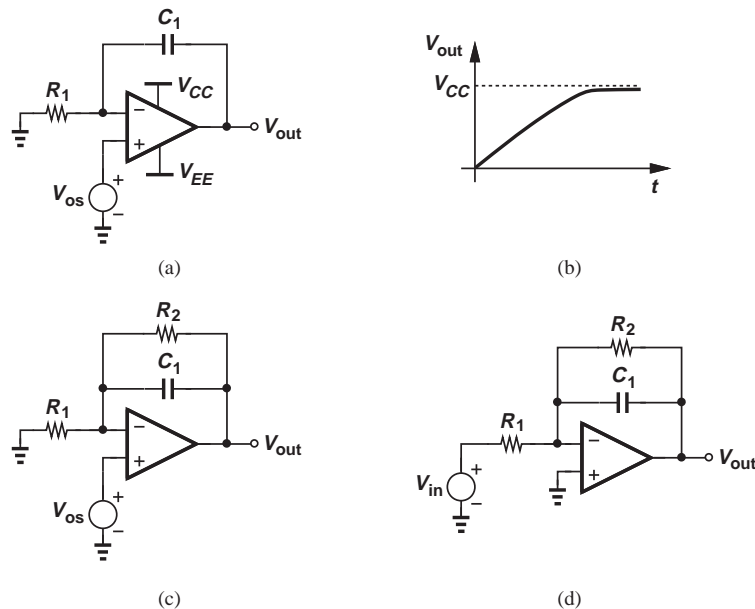 C1
R1
VCC
−
+
Vout
Vos
+
−
VEE
(a)
Vout
VCC
t
(b)
R2
C1
R1
−
+
Vout
Vos
+
−
(c)
R2
C1
R1
−
+
Vin
+
−
Vout
(d)